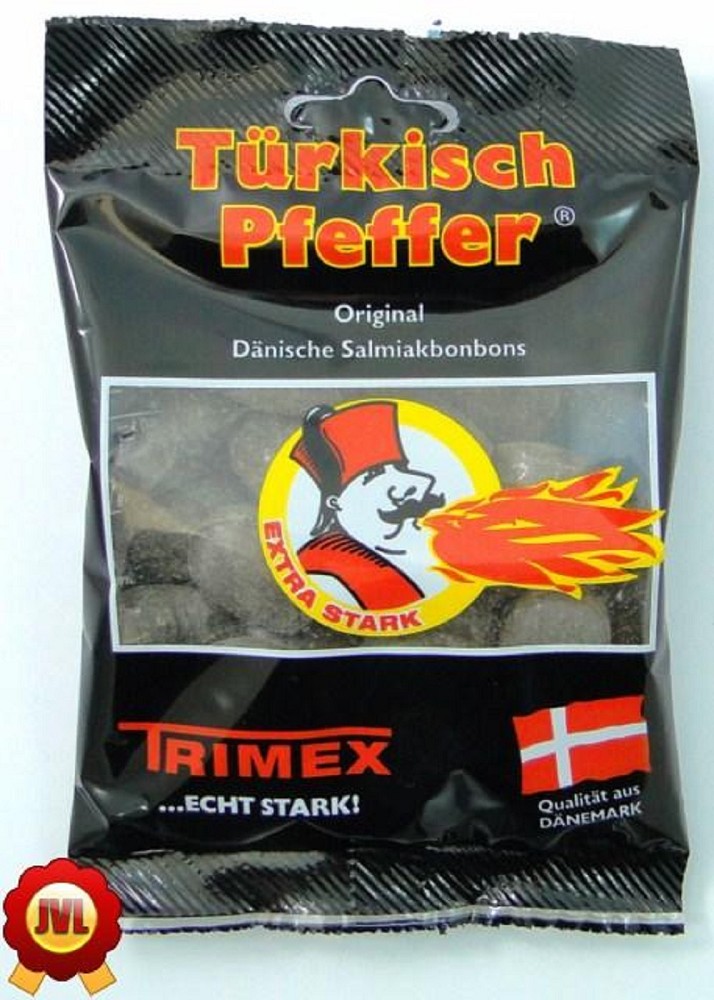 Türkisch
Pfeffer®
Original
Dänische Salmiakbonbons
EXTRA STARK
TRIMEX
...ECHT STARK!
Qualität aus
DÄNEMARK
JVL